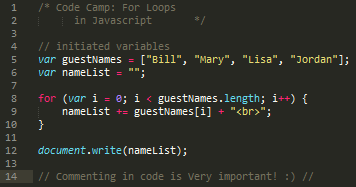 1 /* Code Camp: For Loops
2 in Javascript */
3
4 // initiated variables
5 var guestNames = ["Bill", "Mary", "Lisa", "Jordan"];
6 var nameList = "";
7
8 for (var i = 0; i < guestNames.length; i++) {
9 nameList += guestNames[i] + "<br>";
10 }
11
12 document.write(nameList);
13
14 // Commenting in code is Very important! :) //